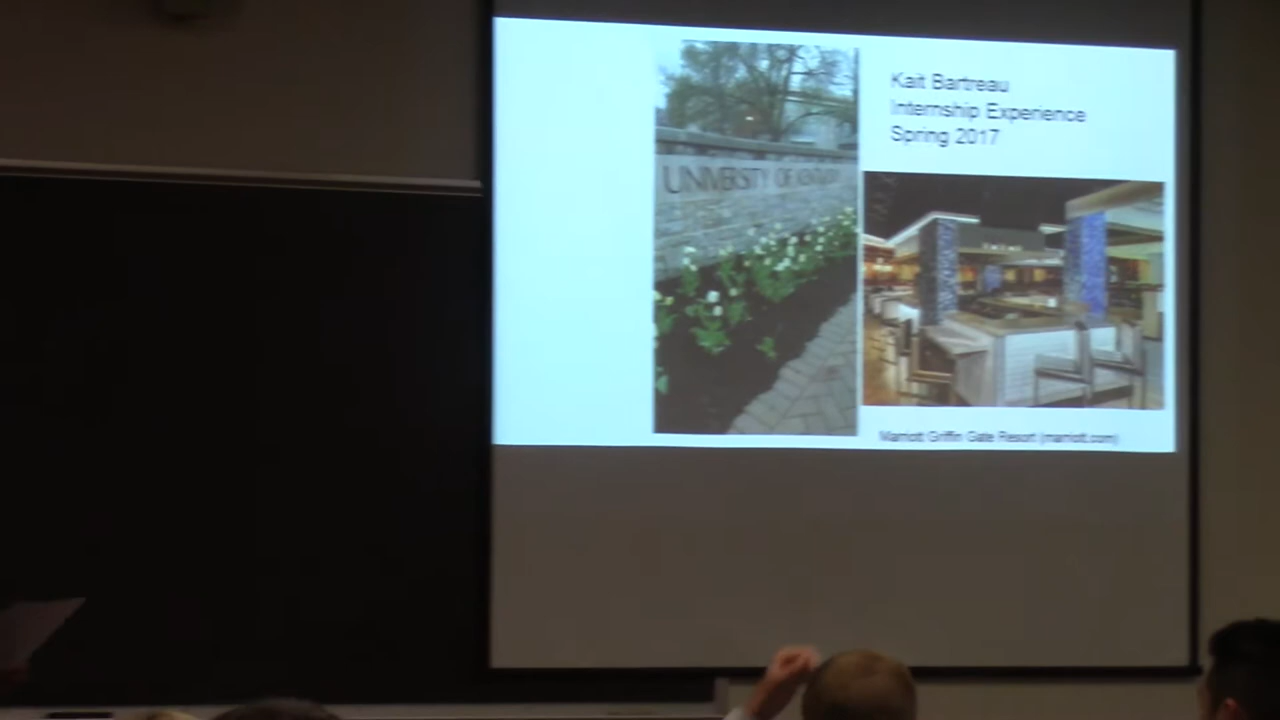 Kait Bartreau
Internship Experience
Spring 2017
UNIVERSITY OF KENTUCKY
Marriott Griffin Gate Resort (marriott.com)